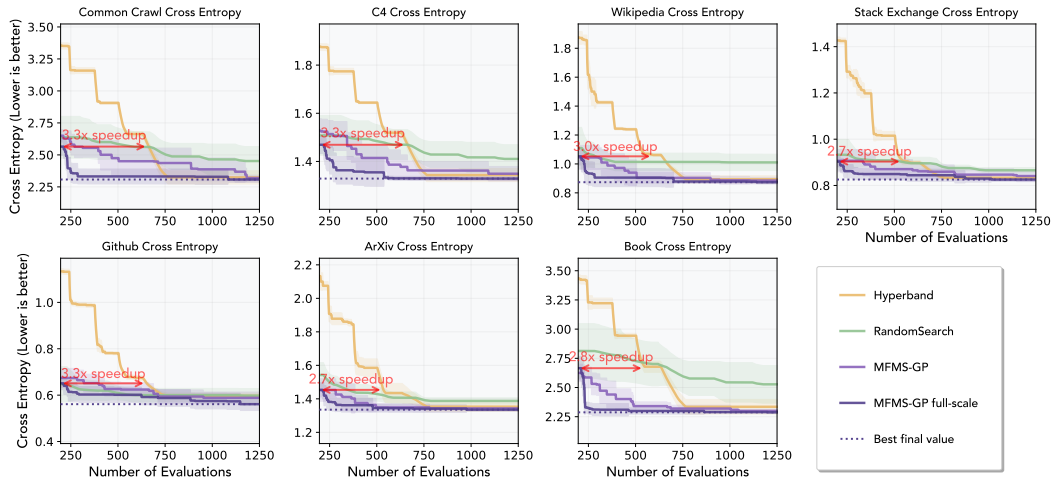 Common Crawl Cross Entropy
C4 Cross Entropy
Wikipedia Cross Entropy
Stack Exchange Cross Entropy
Cross Entropy (Lower is better)
3.50
3.25
3.00
2.75
2.50
2.25
3.3x speedup
250
500
750
1000
1250
1.8
1.6
1.4
3.3x speedup
250
500
750
1000
1250
1.8
1.6
1.4
1.2
1.0
0.8
3.0x speedup
250
500
750
1000
1250
1.4
1.2
1.0
0.8
2.7x speedup
250
500
750
1000
1250
Number of Evaluations
Github Cross Entropy
ArXiv Cross Entropy
Book Cross Entropy
Cross Entropy (Lower is better)
1.0
0.8
0.6
0.4
3.3x speedup
250
500
750
1000
1250
Number of Evaluations
2.2
2.0
1.8
1.6
1.4
1.2
2.7x speedup
250
500
750
1000
1250
Number of Evaluations
3.50
3.25
3.00
2.75
2.50
2.25
2.8x speedup
250
500
750
1000
1250
Number of Evaluations
Hyperband
RandomSearch
MFMS-GP
MFMS-GP full-scale
Best final value